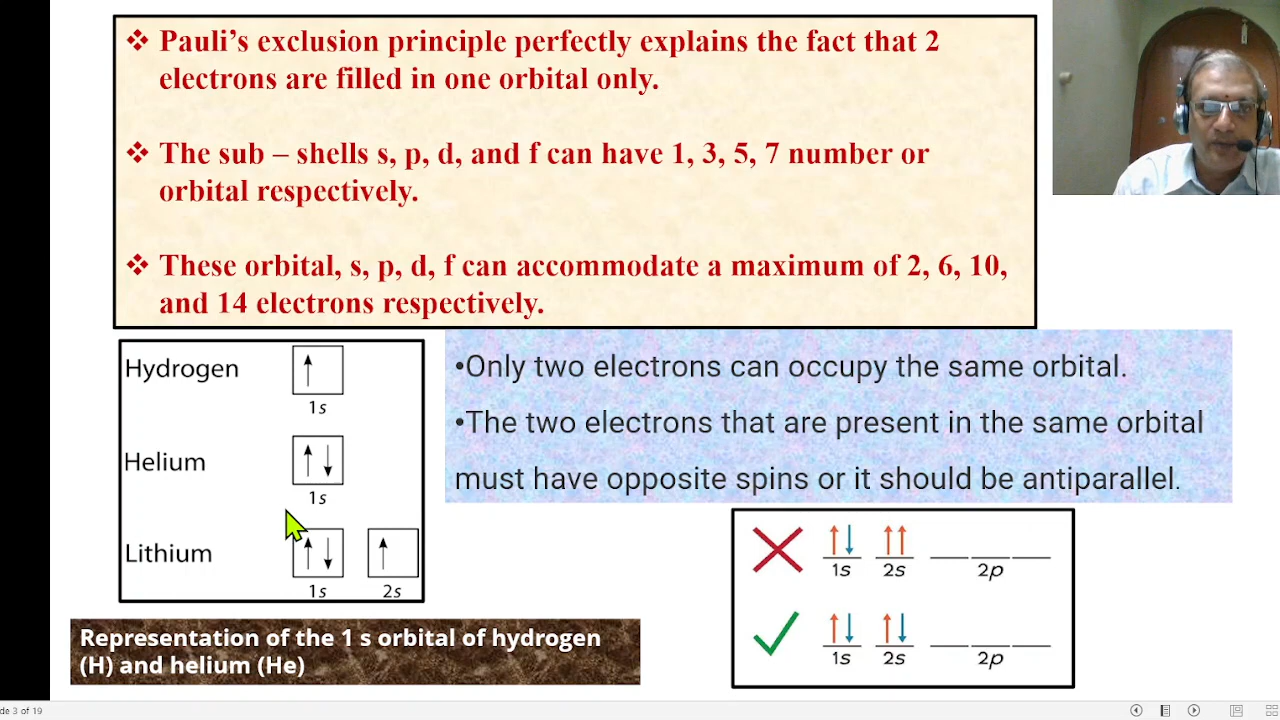 ❖ Pauli's exclusion principle perfectly explains the fact that 2
electrons are filled in one orbital only.
❖ The sub – shells s, p, d, and f can have 1, 3, 5, 7 number or
orbital respectively.
❖ These orbital, s, p, d, f can accommodate a maximum of 2, 6, 10,
and 14 electrons respectively.
Hydrogen
1s
Helium
1s
Lithium
1s 2s
Representation of the 1 s orbital of hydrogen
(H) and helium (He)
•Only two electrons can occupy the same orbital.
•The two electrons that are present in the same orbital
must have opposite spins or it should be antiparallel.
1s 2s 2p
1s 2s 2p
de 3 of 19